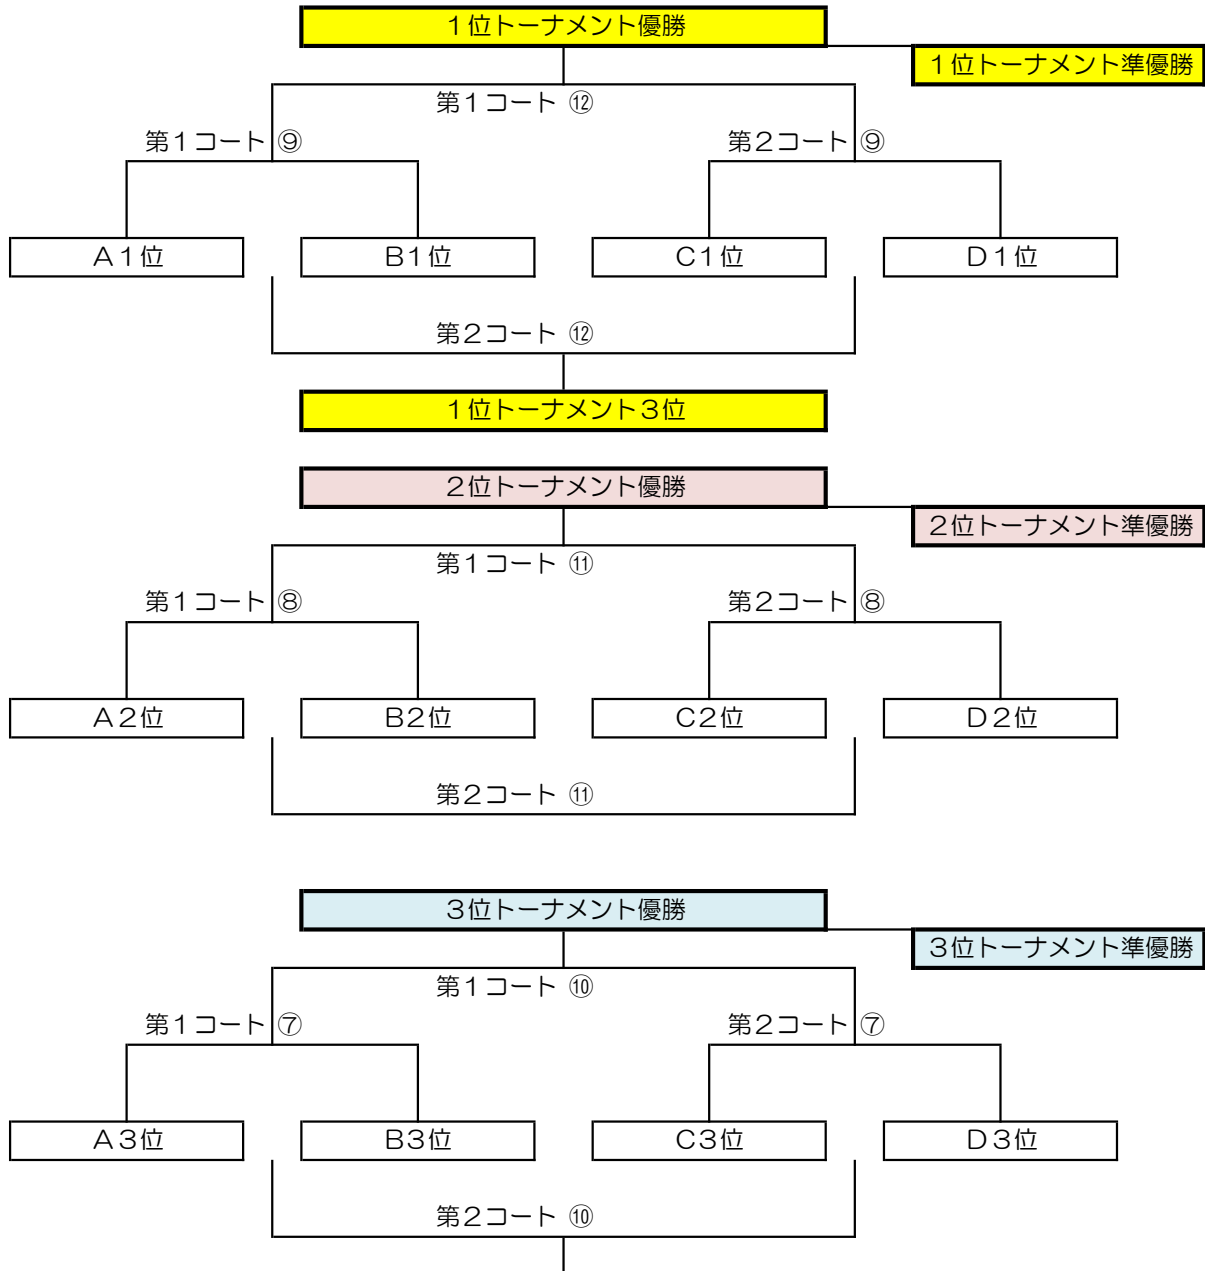 １位トーナメント優勝
１位トーナメント準優勝
第１コート ⑫
第１コート ⑨
第２コート ⑨
Ａ１位
Ｂ１位
Ｃ１位
Ｄ１位
第２コート ⑫
１位トーナメント３位
２位トーナメント優勝
２位トーナメント準優勝
第１コート ⑪
第１コート ⑧
第２コート ⑧
Ａ２位
Ｂ２位
Ｃ２位
Ｄ２位
第２コート ⑪
３位トーナメント優勝
３位トーナメント準優勝
第１コート ⑩
第１コート ⑦
第２コート ⑦
Ａ３位
Ｂ３位
Ｃ３位
Ｄ３位
第２コート ⑩